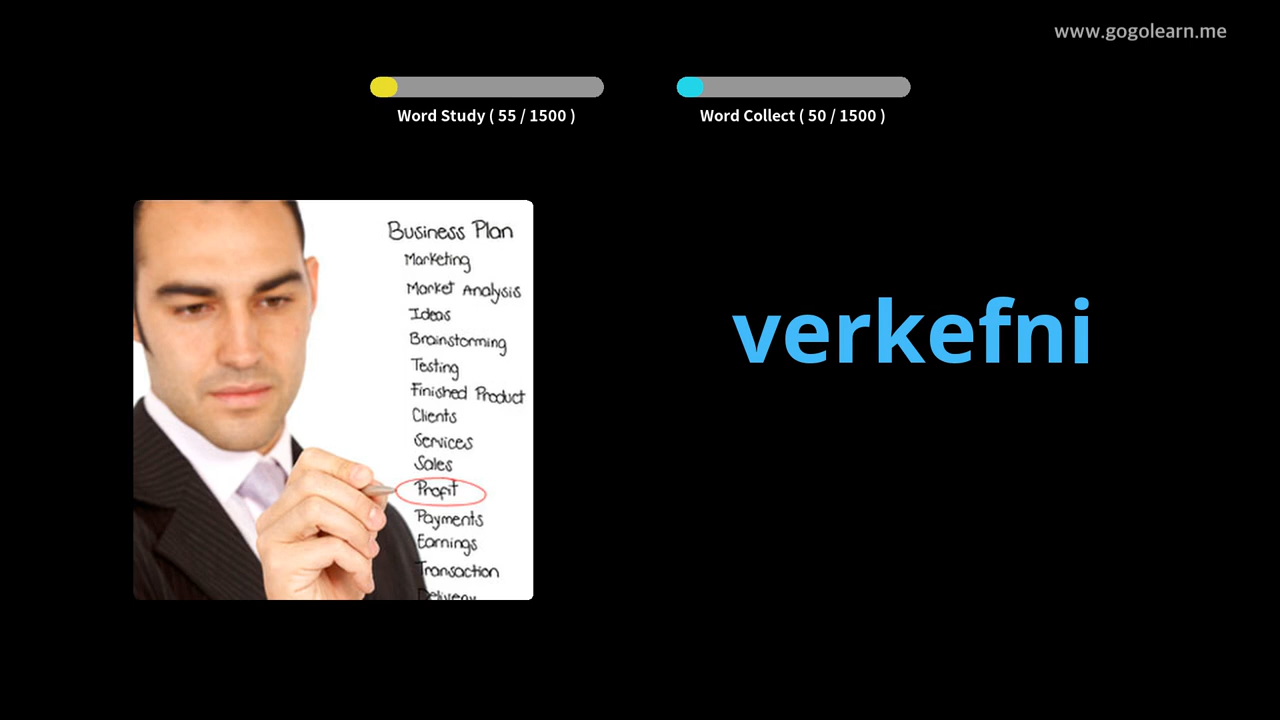 www.gogolearn.me
Word Study ( 55 / 1500 )
Word Collect ( 50 / 1500 )
Business Plan
Marketing
Market Analysis
Ideas
Brainstorming
Testing
Finished Product
Clients
Services
Sales
Profit
Payments
Earnings
Transaction
Delivery
verkefni